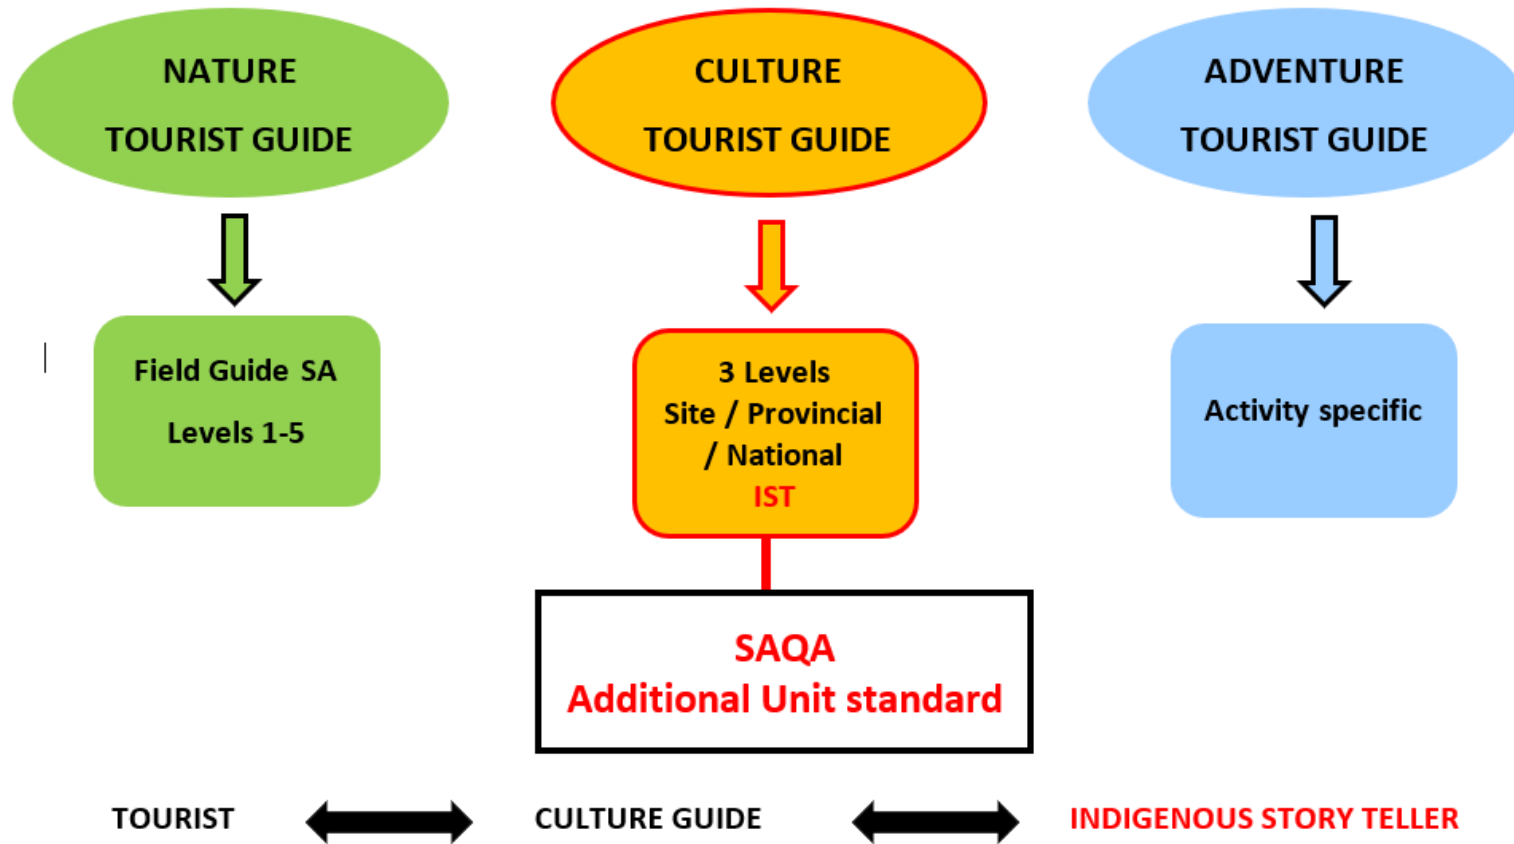 NATURE
TOURIST GUIDE
CULTURE
TOURIST GUIDE
ADVENTURE
TOURIST GUIDE
Field Guide SA
Levels 1-5
3 Levels
Site / Provincial
/ National
IST
Activity specific
SAQA
Additional Unit standard
TOURIST
CULTURE GUIDE
INDIGENOUS STORY TELLER